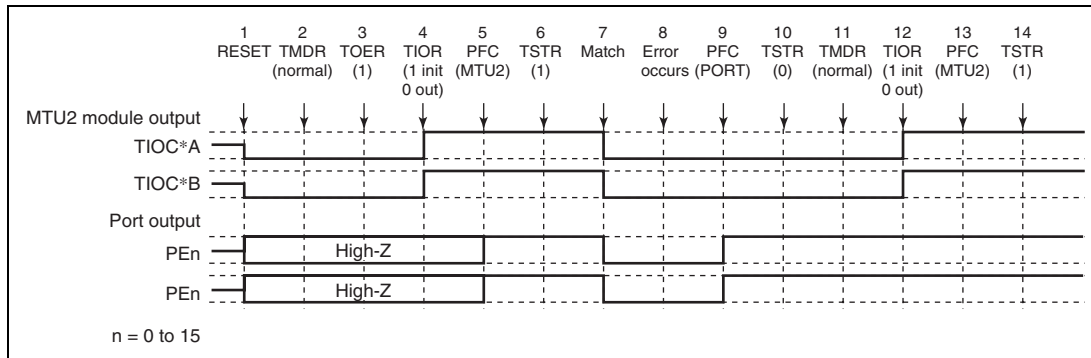 1 2 3 4 5 6 7 8 9 10 11 12 13 14
RESET TMDR TOER TIOR PFC TSTR Match Error PFC TSTR TMDR TIOR PFC TSTR
(normal) (1) (1 init (MTU2) (1) occurs (PORT) (0) (normal) (1 init (MTU2) (1)
0 out) 0 out)
MTU2 module output
TIOC*A
TIOC*B
Port output
PEn High-Z
PEn High-Z
n = 0 to 15